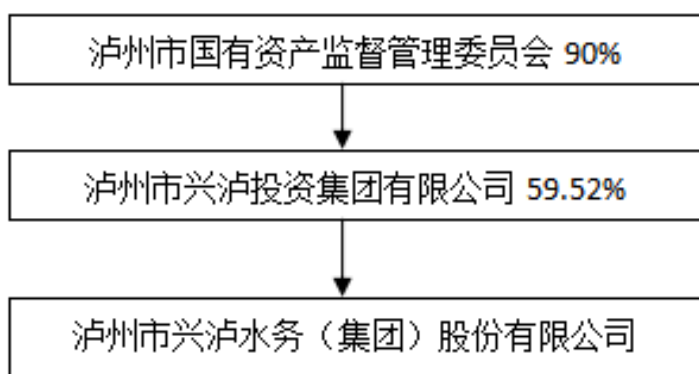 泸州市国有资产监督管理委员会 90%
泸州市兴泸投资集团有限公司 59.52%
泸州市兴泸水务（集团）股份有限公司